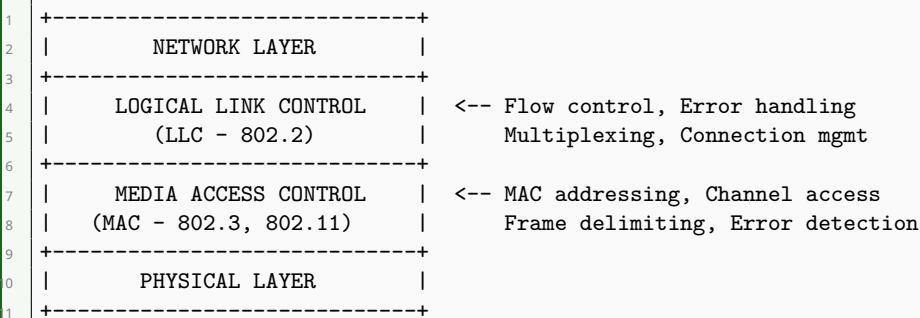 1 +-----------------------------+
2 |        NETWORK LAYER        |
3 +-----------------------------+
4 |     LOGICAL LINK CONTROL    |  <-- Flow control, Error handling
5 |        (LLC - 802.2)        |      Multiplexing, Connection mgmt
6 +-----------------------------+
7 |     MEDIA ACCESS CONTROL    |  <-- MAC addressing, Channel access
8 |   (MAC - 802.3, 802.11)     |      Frame delimiting, Error detection
9 +-----------------------------+
10 |       PHYSICAL LAYER        |
11 +-----------------------------+